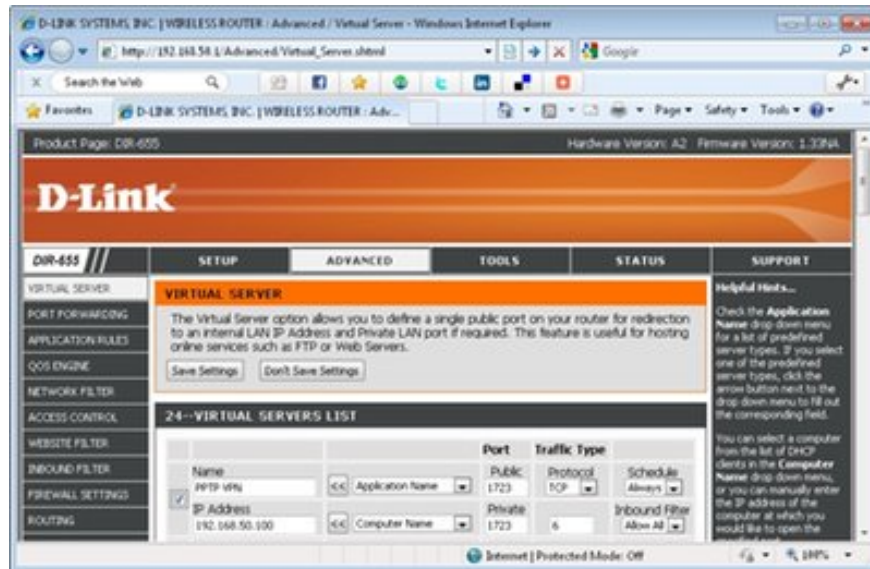 D-LINK SYSTEMS, INC. | WIRELESS ROUTER : Advanced / Virtual Server - Windows Internet Explorer
http://192.168.50.1/Advanced/Virtual_Server.shtml
Google
X Search the Web
Favorites D-LINK SYSTEMS, INC. | WIRELESS ROUTER : Adv... Page Safety Tools
Product Page: DIR-655 Hardware Version: A2 Firmware Version: 1.33NA
D-Link
DIR-655 SETUP ADVANCED TOOLS STATUS SUPPORT
VIRTUAL SERVER
PORT FORWARDING
APPLICATION RULES
QOS ENGINE
NETWORK FILTER
ACCESS CONTROL
WEBSITE FILTER
INBOUND FILTER
FIREWALL SETTINGS
ROUTING
VIRTUAL SERVER
The Virtual Server option allows you to define a single public port on your router for redirection
to an internal LAN IP Address and Private LAN port if required. This feature is useful for hosting
online services such as FTP or Web Servers.
Save Settings Don't Save Settings
24--VIRTUAL SERVERS LIST
Port Traffic Type
Name Public Protocol Schedule
PPTP VPN << Application Name 1723 TCP Always
IP Address Private Inbound Filter
192.168.50.100 << Computer Name 1723 6 Allow All
Helpful Hints...
Check the Application
Name drop down menu
for a list of predefined
server types. If you select
one of the predefined
server types, click the
arrow button next to the
drop down menu to fill out
the corresponding field.
You can select a computer
from the list of DHCP
clients in the Computer
Name drop down menu,
or you can manually enter
the IP address of the
computer at which you
would like to open the
Internet | Protected Mode: Off 100%